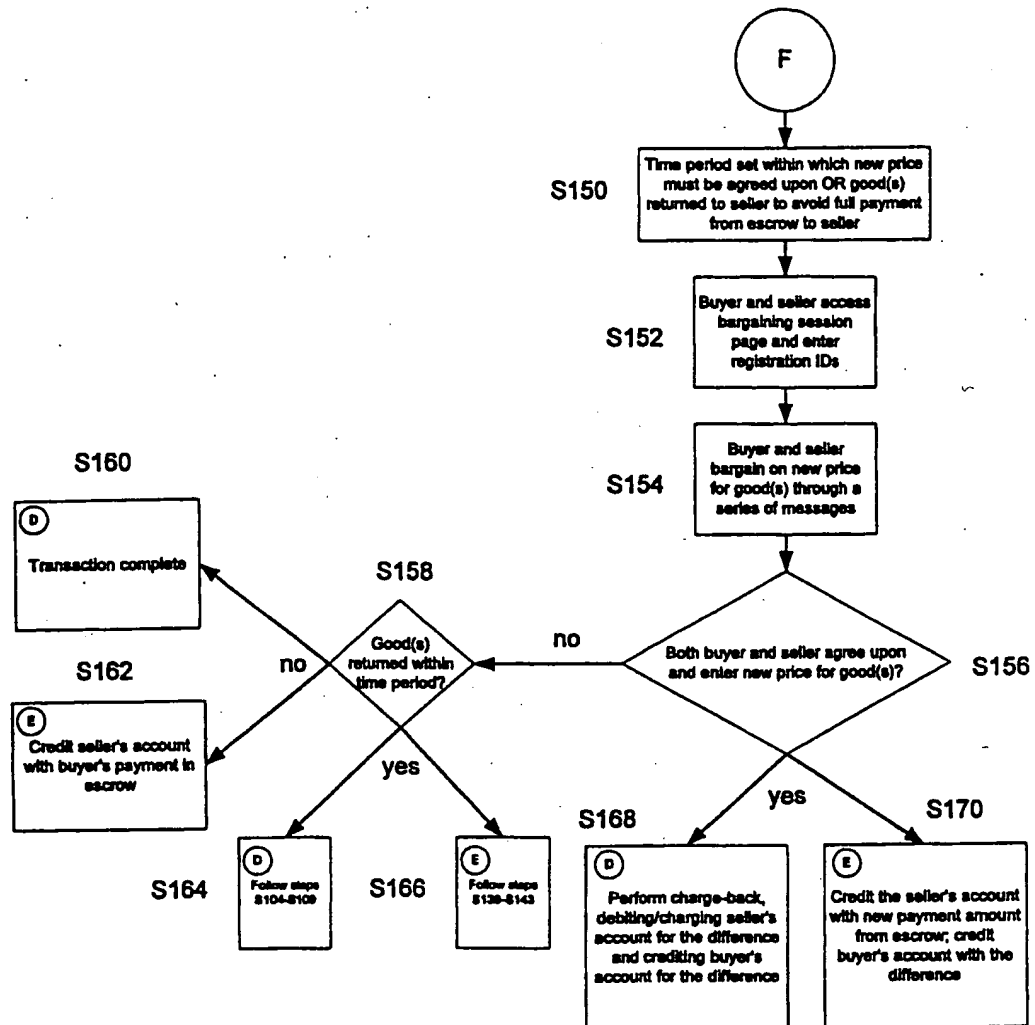 F
S150
Time period set within which new price
must be agreed upon OR good(s)
returned to seller to avoid full payment
from escrow to seller
S152
Buyer and seller access
bargaining session
page and enter
registration IDs
S154
Buyer and seller
bargain on new price
for good(s) through a
series of messages
S156
Both buyer and seller agree upon
and enter new price for good(s)?
no
yes
S158
Good(s)
returned within
time period?
no
yes
S160
D
Transaction complete
S162
E
Credit seller's account
with buyer's payment in
escrow
S164
D
Follow steps
S104-S109
S166
E
Follow steps
S139-S143
S168
D
Perform charge-back,
debiting/charging seller's
account for the difference
and crediting buyer's
account for the difference
S170
E
Credit the seller's account
with new payment amount
from escrow; credit
buyer's account with the
difference